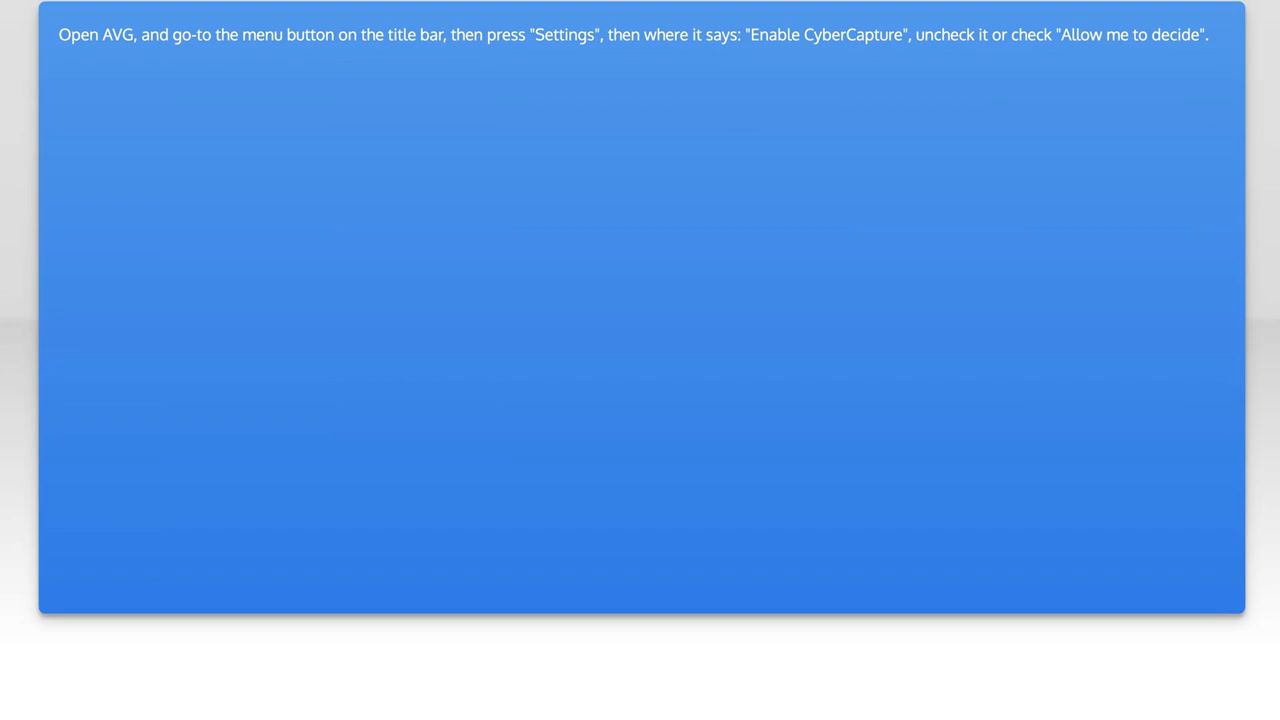 Open AVG, and go-to the menu button on the title bar, then press "Settings", then where it says: "Enable CyberCapture", uncheck it or check "Allow me to decide".